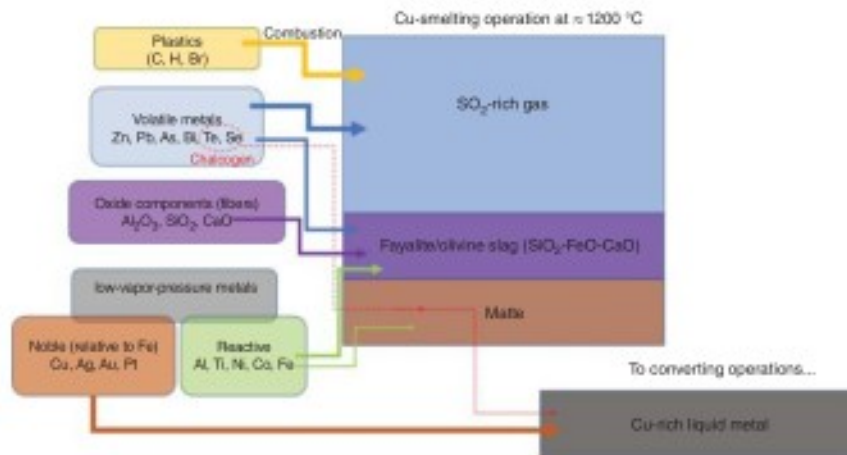 Cu-smelting operation at ≈ 1200 °C
Plastics
(C, H, Br)
Combustion
SO₂-rich gas
Volatile metals
Zn, Pb, As, Bi, Te, Se
Chalcogen
Oxide components (fibers)
Al₂O₃, SiO₂, CaO
Fayalite/olivine slag (SiO₂-FeO-CaO)
low-vapor-pressure metals
Matte
Noble (relative to Fe)
Cu, Ag, Au, Pt
Reactive
Al, Ti, Ni, Co, Fe
To converting operations...
Cu-rich liquid metal